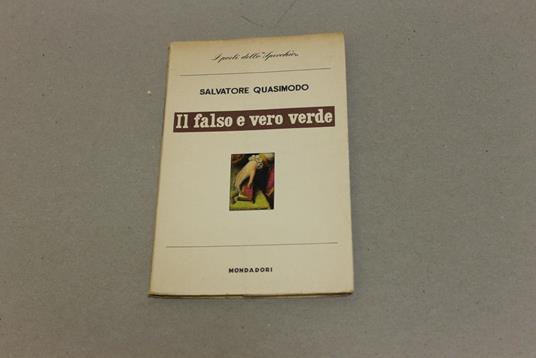 I poeti dello "Specchio"
SALVATORE QUASIMODO
Il falso e vero verde
MONDADORI